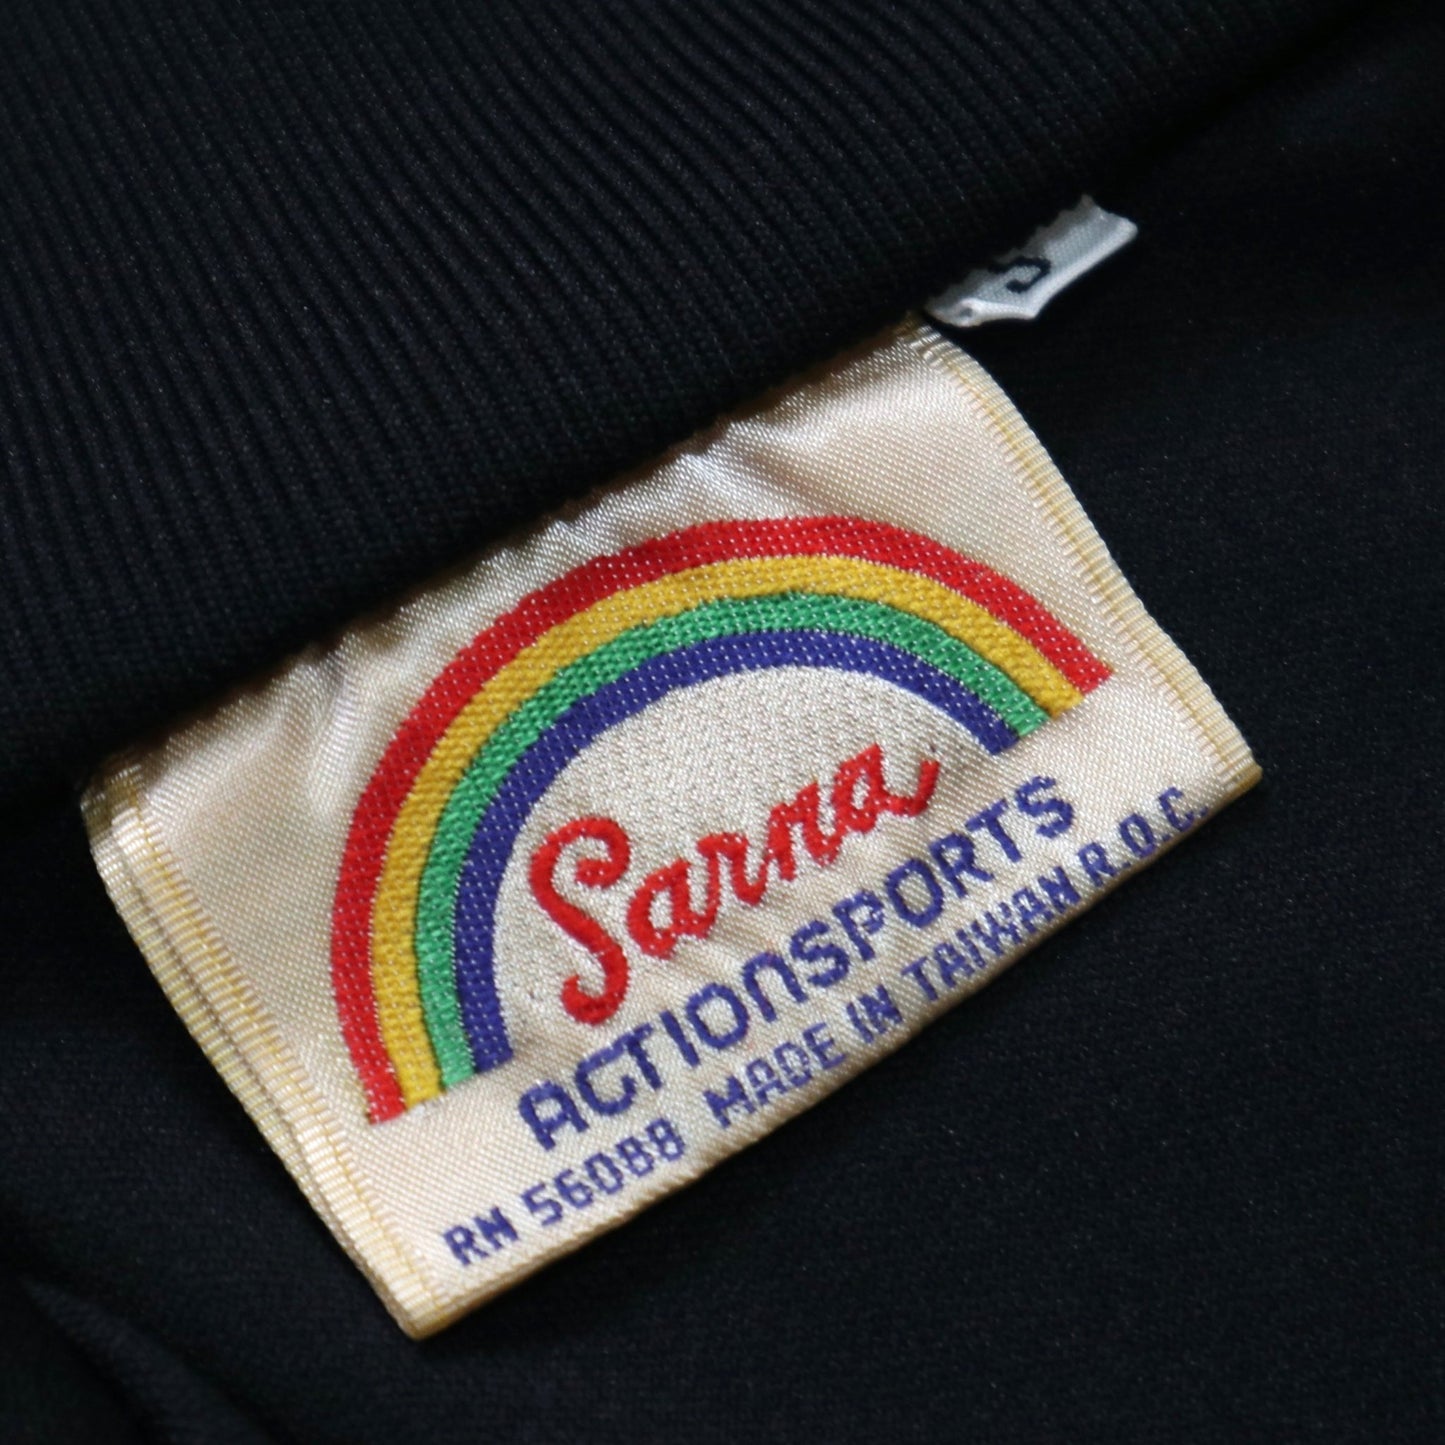 Sarna
ACTIONSPORTS
RN 56088 MADE IN TAIWAN R.O.C.